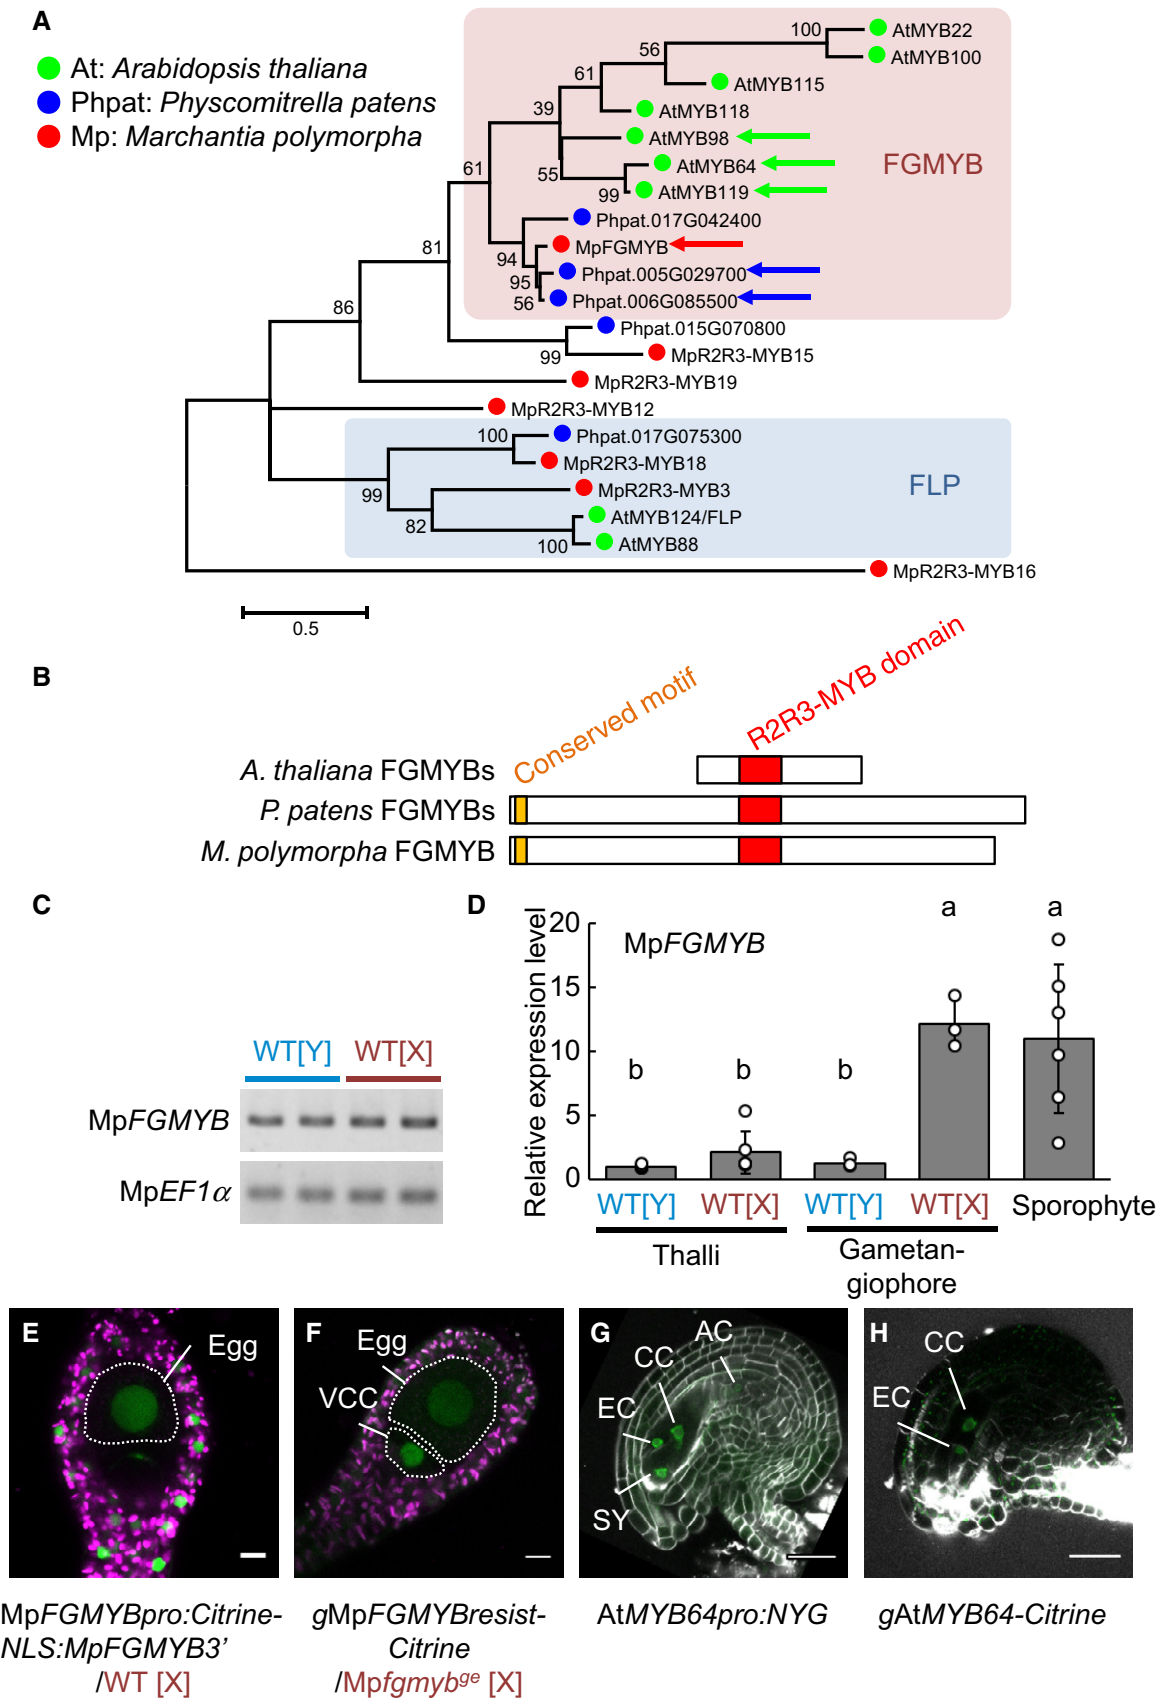 A
At: Arabidopsis thaliana
Phpat: Physcomitrella patens
Mp: Marchantia polymorpha
100
AtMYB22
AtMYB100
56
AtMYB115
61
AtMYB118
39
AtMYB98
55
AtMYB64
99
AtMYB119
FGMYB
61
Phpat.017G042400
MpFGMYB
94
Phpat.005G029700
95
56
Phpat.006G085500
81
Phpat.015G070800
99
MpR2R3-MYB15
86
MpR2R3-MYB19
MpR2R3-MYB12
100
Phpat.017G075300
MpR2R3-MYB18
FLP
99
MpR2R3-MYB3
82
AtMYB124/FLP
100
AtMYB88
MpR2R3-MYB16
0.5
B
Conserved motif
R2R3-MYB domain
A. thaliana FGMYBs
P. patens FGMYBs
M. polymorpha FGMYB
C
WT[Y] WT[X]
MpFGMYB
MpEF1α
D
Relative expression level
20
15
10
5
0
MpFGMYB
b b b a a
WT[Y] WT[X] WT[Y] WT[X] Sporophyte
Thalli
Gametan-
giophore
E
Egg
MpFGMYBpro:Citrine-
NLS:MpFGMYB3’
/WT [X]
F
Egg
VCC
gMpFGMYBresist-
Citrine
/Mpfgmybge [X]
G
AC
CC
EC
SY
AtMYB64pro:NYG
H
CC
EC
gAtMYB64-Citrine